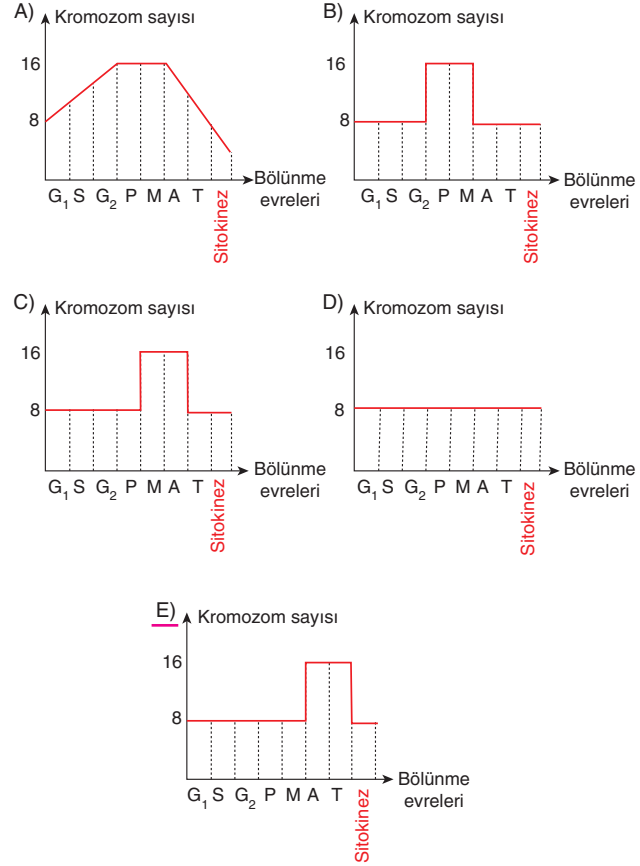 A)
Kromozom sayısı
16
8
G₁ S G₂ P M A T Sitokinez
Bölünme
evreleri
B)
Kromozom sayısı
16
8
G₁ S G₂ P M A T Sitokinez
Bölünme
evreleri
C)
Kromozom sayısı
16
8
G₁ S G₂ P M A T Sitokinez
Bölünme
evreleri
D)
Kromozom sayısı
16
8
G₁ S G₂ P M A T Sitokinez
Bölünme
evreleri
E)
Kromozom sayısı
16
8
G₁ S G₂ P M A T Sitokinez
Bölünme
evreleri